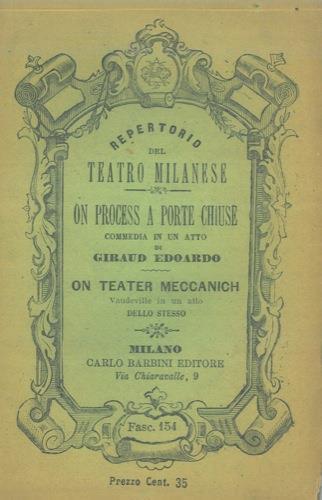 REPERTORIO
DEL
TEATRO MILANESE
ON PROCESS A PORTE CHIUSE
COMMEDIA IN UN ATTO
DI
GIRAUD EDOARDO
ON TEATER MECCANICH
Vaudeville in un atto
DELLO STESSO
MILANO
CARLO BARBINI EDITORE
Via Chiaravalle, 9
Fasc. 154
Prezzo Cent. 35